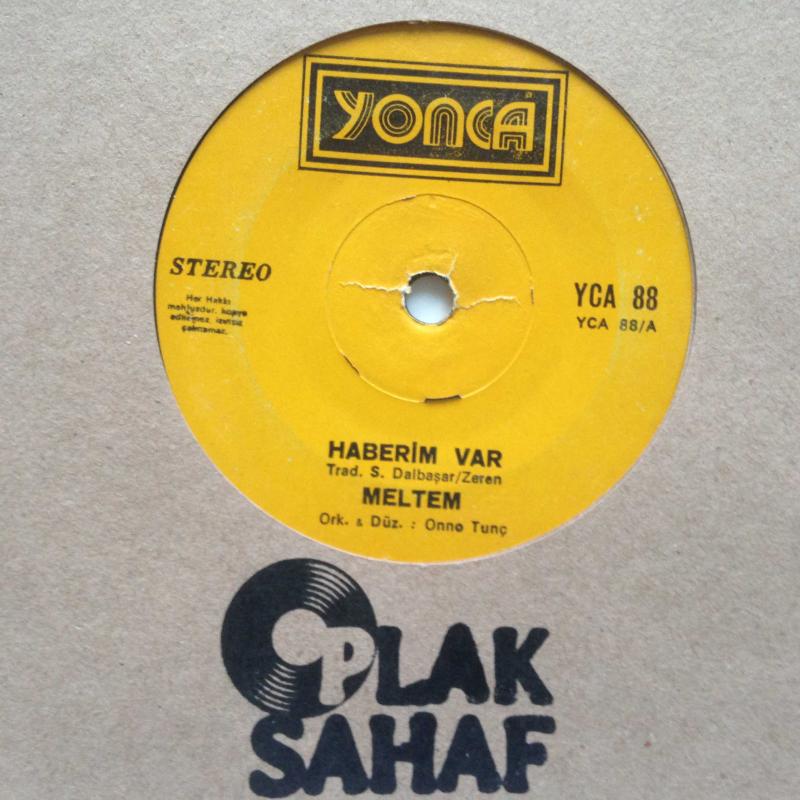 YONCA
STEREO
Her Hakkı
mahfuzdur. kopya
edilemez. izinsiz
çalınamaz.
YCA 88
YCA 88/A
HABERİM VAR
Trad. S. Dalbaşar/Zeren
MELTEM
Ork. & Düz. : Onno Tunç
PLAK
SAHAF